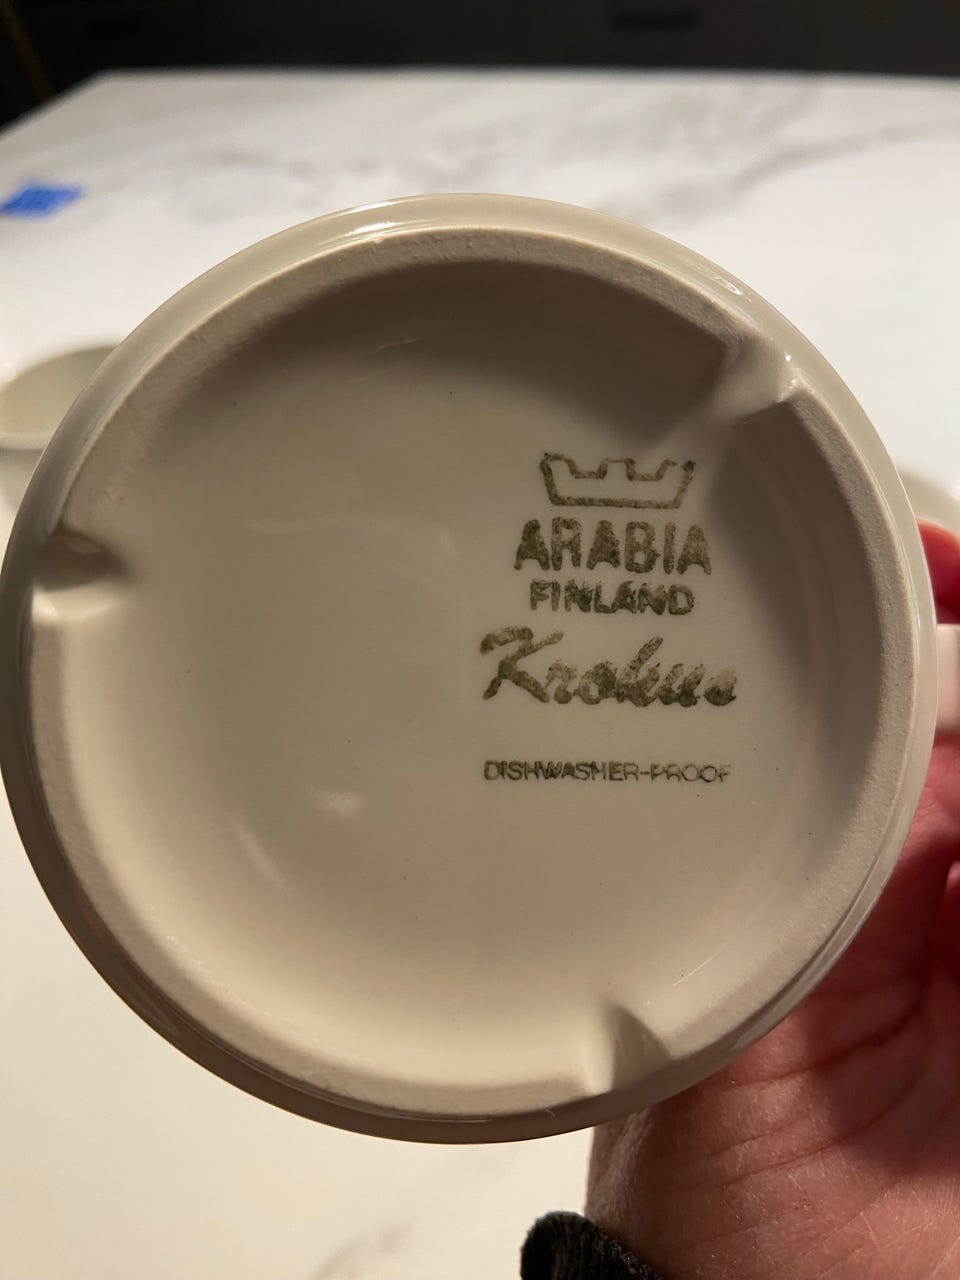 ARABIA
FINLAND
Krokus
DISHWASHER-PROOF